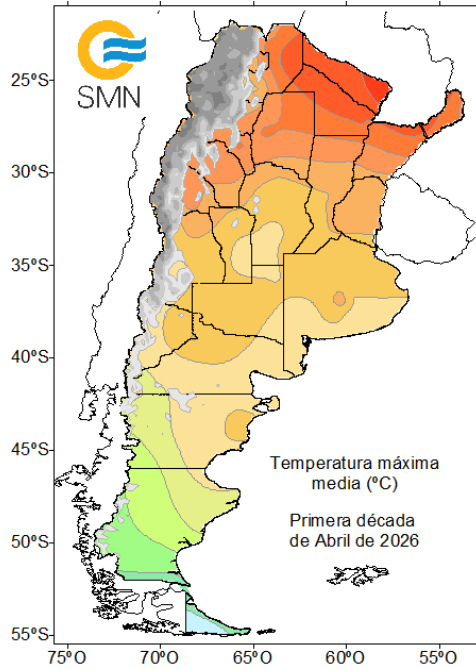 SMN
25°S
30°S
35°S
40°S
45°S
50°S
55°S
Temperatura máxima
media (ºC)
Primera década
de Abril de 2026
75°O
70°O
65°O
60°O
55°O